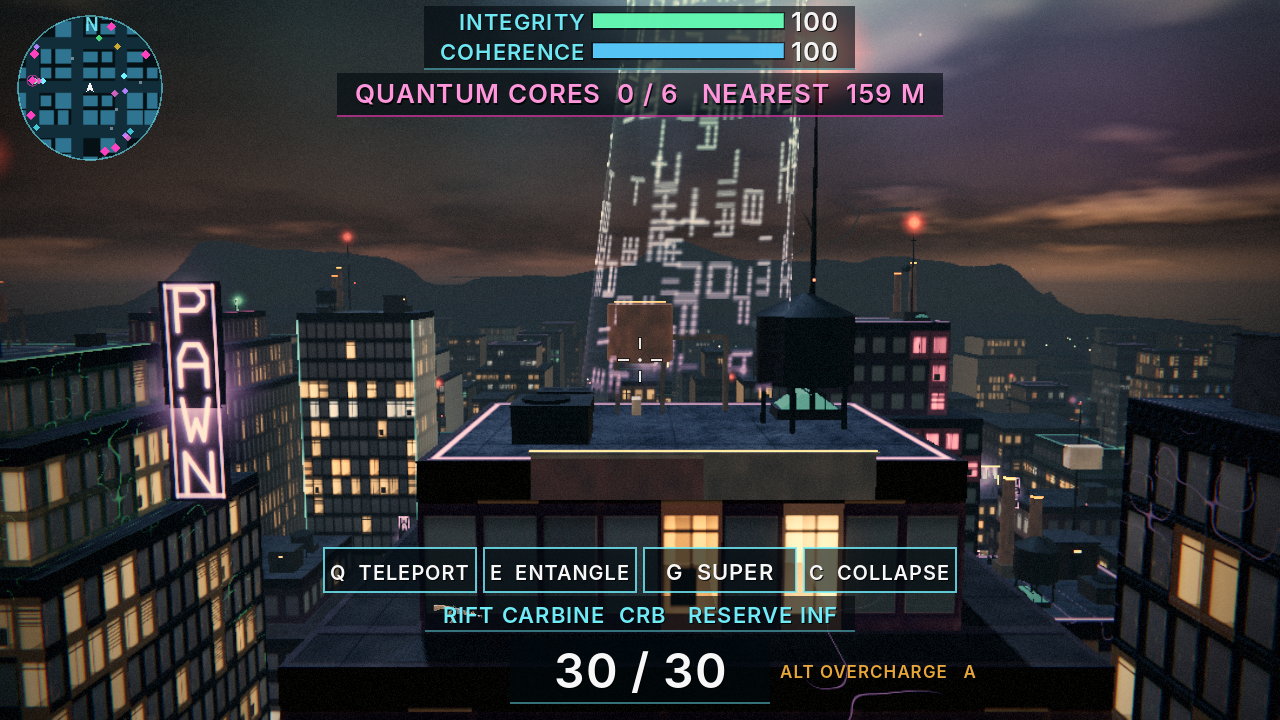 N
INTEGRITY 100
COHERENCE 100
QUANTUM CORES 0 / 6 NEAREST 159 M
PAWN
Q TELEPORT E ENTANGLE G SUPER C COLLAPSE
RIFT CARBINE CRB RESERVE INF
30 / 30
ALT OVERCHARGE A